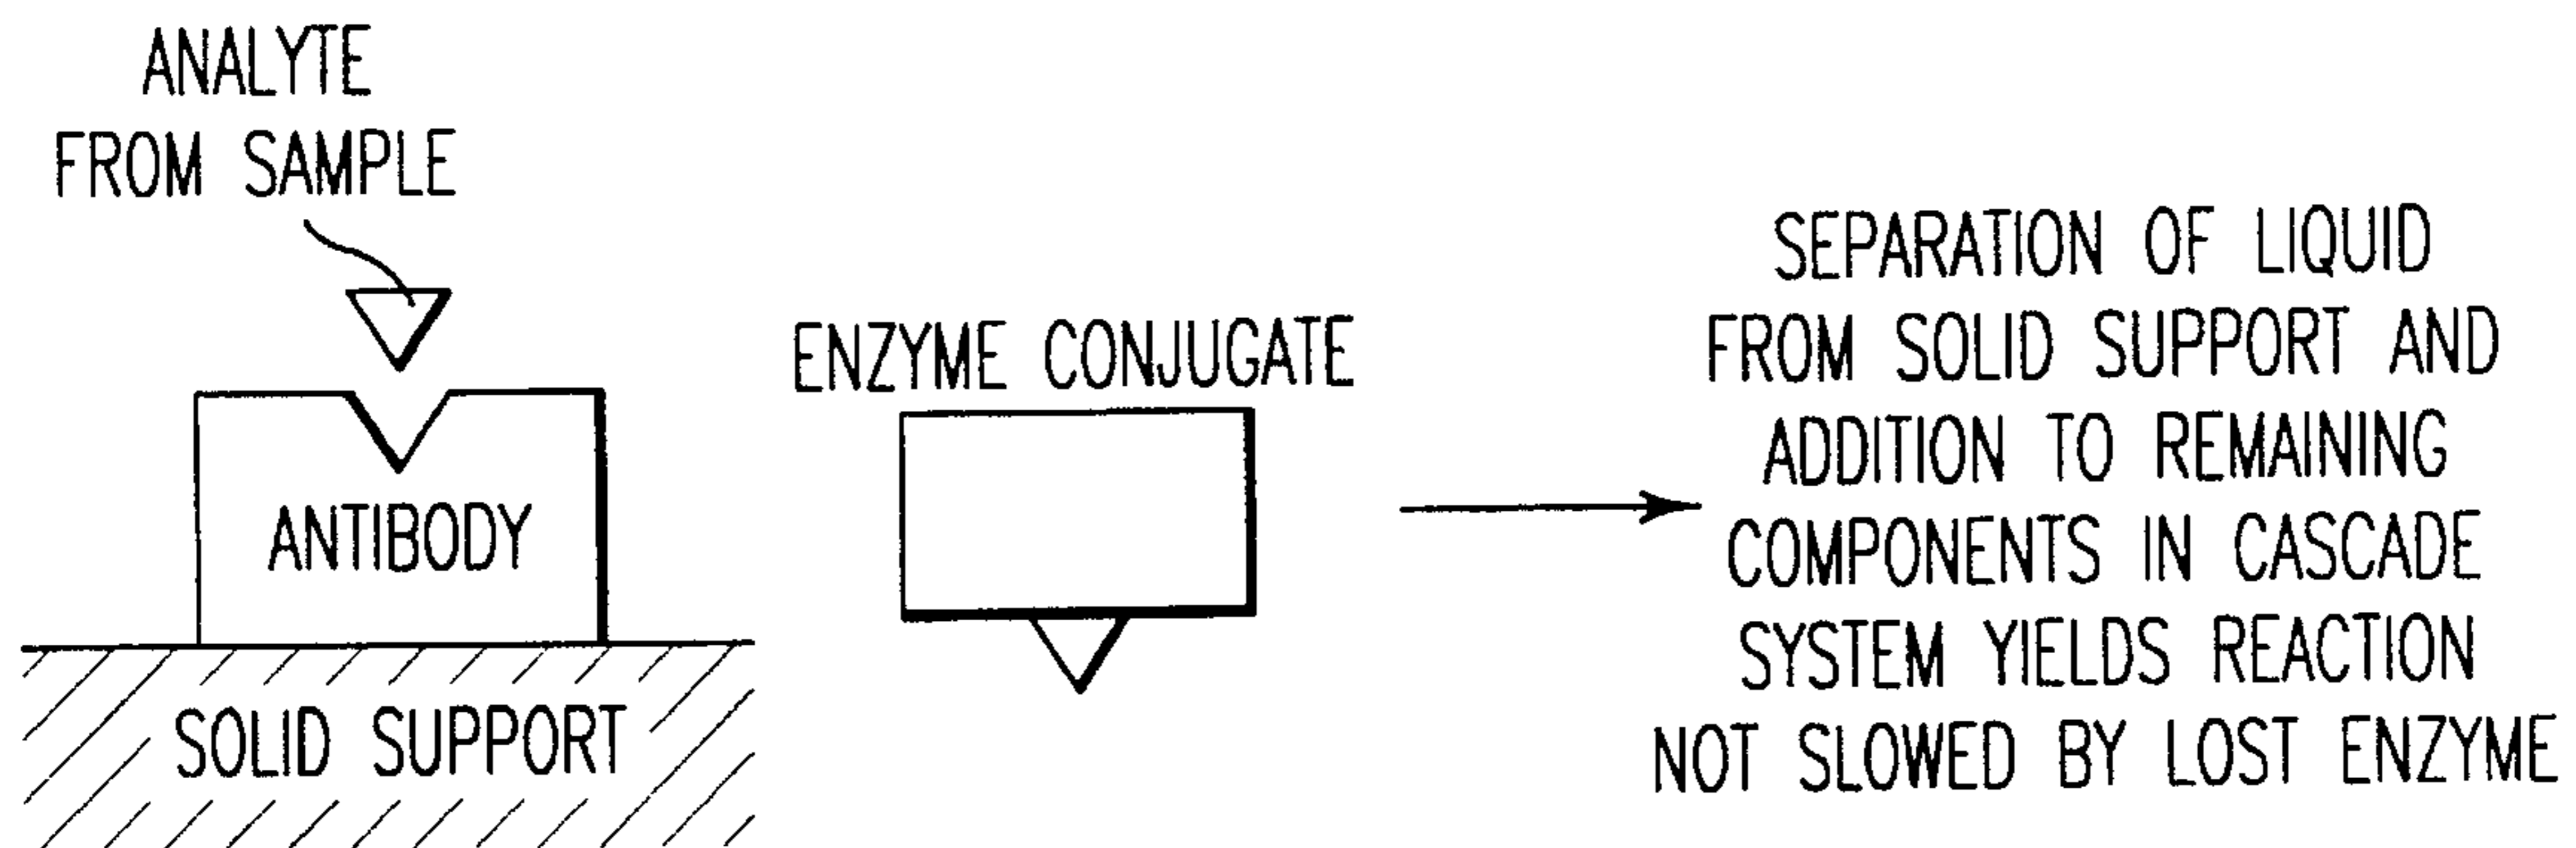 ANALYTE
FROM SAMPLE
ANTIBODY
SOLID SUPPORT
ENZYME CONJUGATE
SEPARATION OF LIQUID
FROM SOLID SUPPORT AND
ADDITION TO REMAINING
COMPONENTS IN CASCADE
SYSTEM YIELDS REACTION
NOT SLOWED BY LOST ENZYME